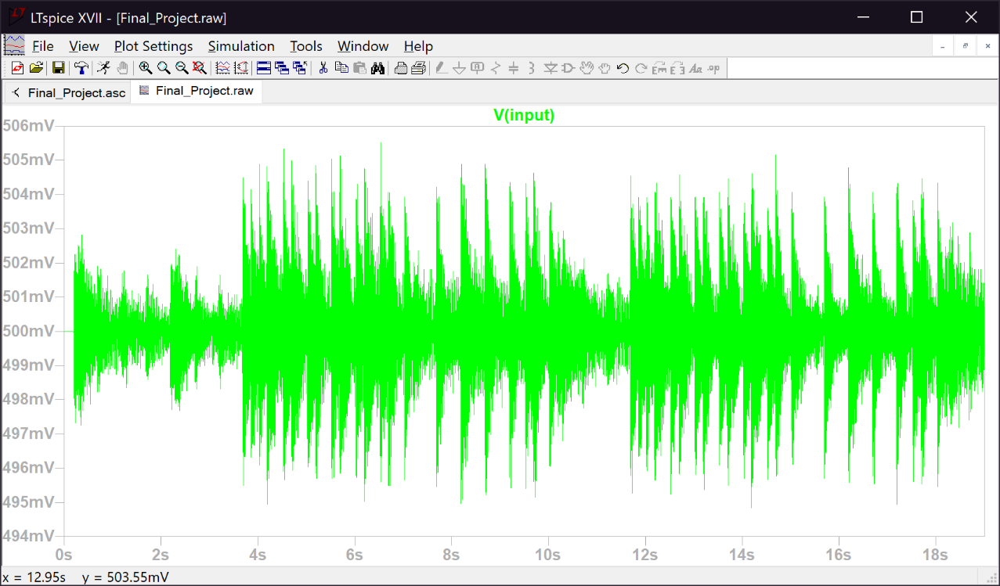 LTspice XVII - [Final_Project.raw]
File View Plot Settings Simulation Tools Window Help
Final_Project.asc Final_Project.raw
V(input)
506mV
505mV
504mV
503mV
502mV
501mV
500mV
499mV
498mV
497mV
496mV
495mV
494mV
0s 2s 4s 6s 8s 10s 12s 14s 16s 18s
x = 12.95s y = 503.55mV